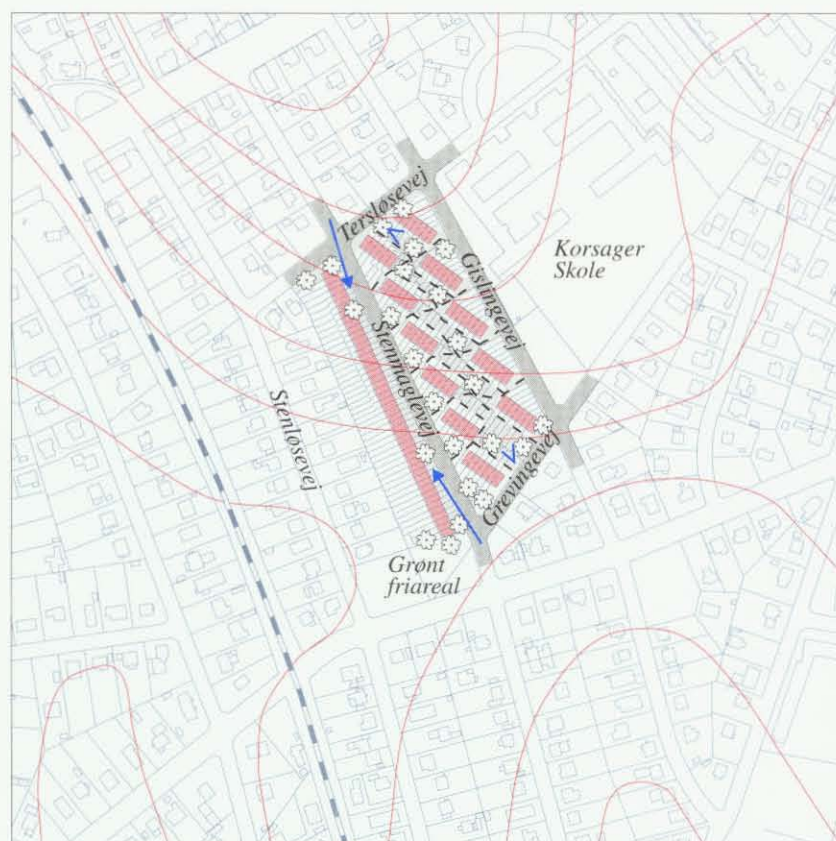 Tersløsevej
Gislingevej
Korsager
Skole
Stenmaglevej
Stenløsevej
Grevingevej
Grønt
friareal